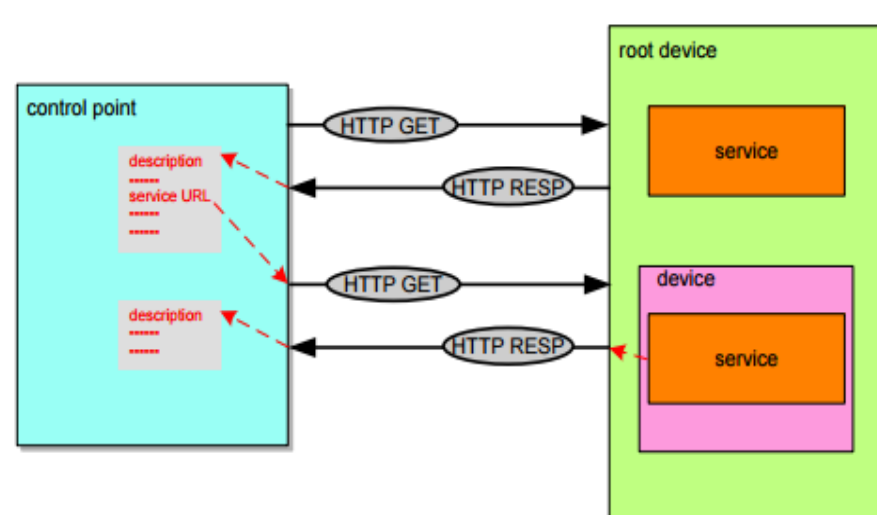 root device
control point
HTTP GET
service
description
------
service URL
------
------
HTTP RESP
HTTP GET
device
description
------
------
HTTP RESP
service